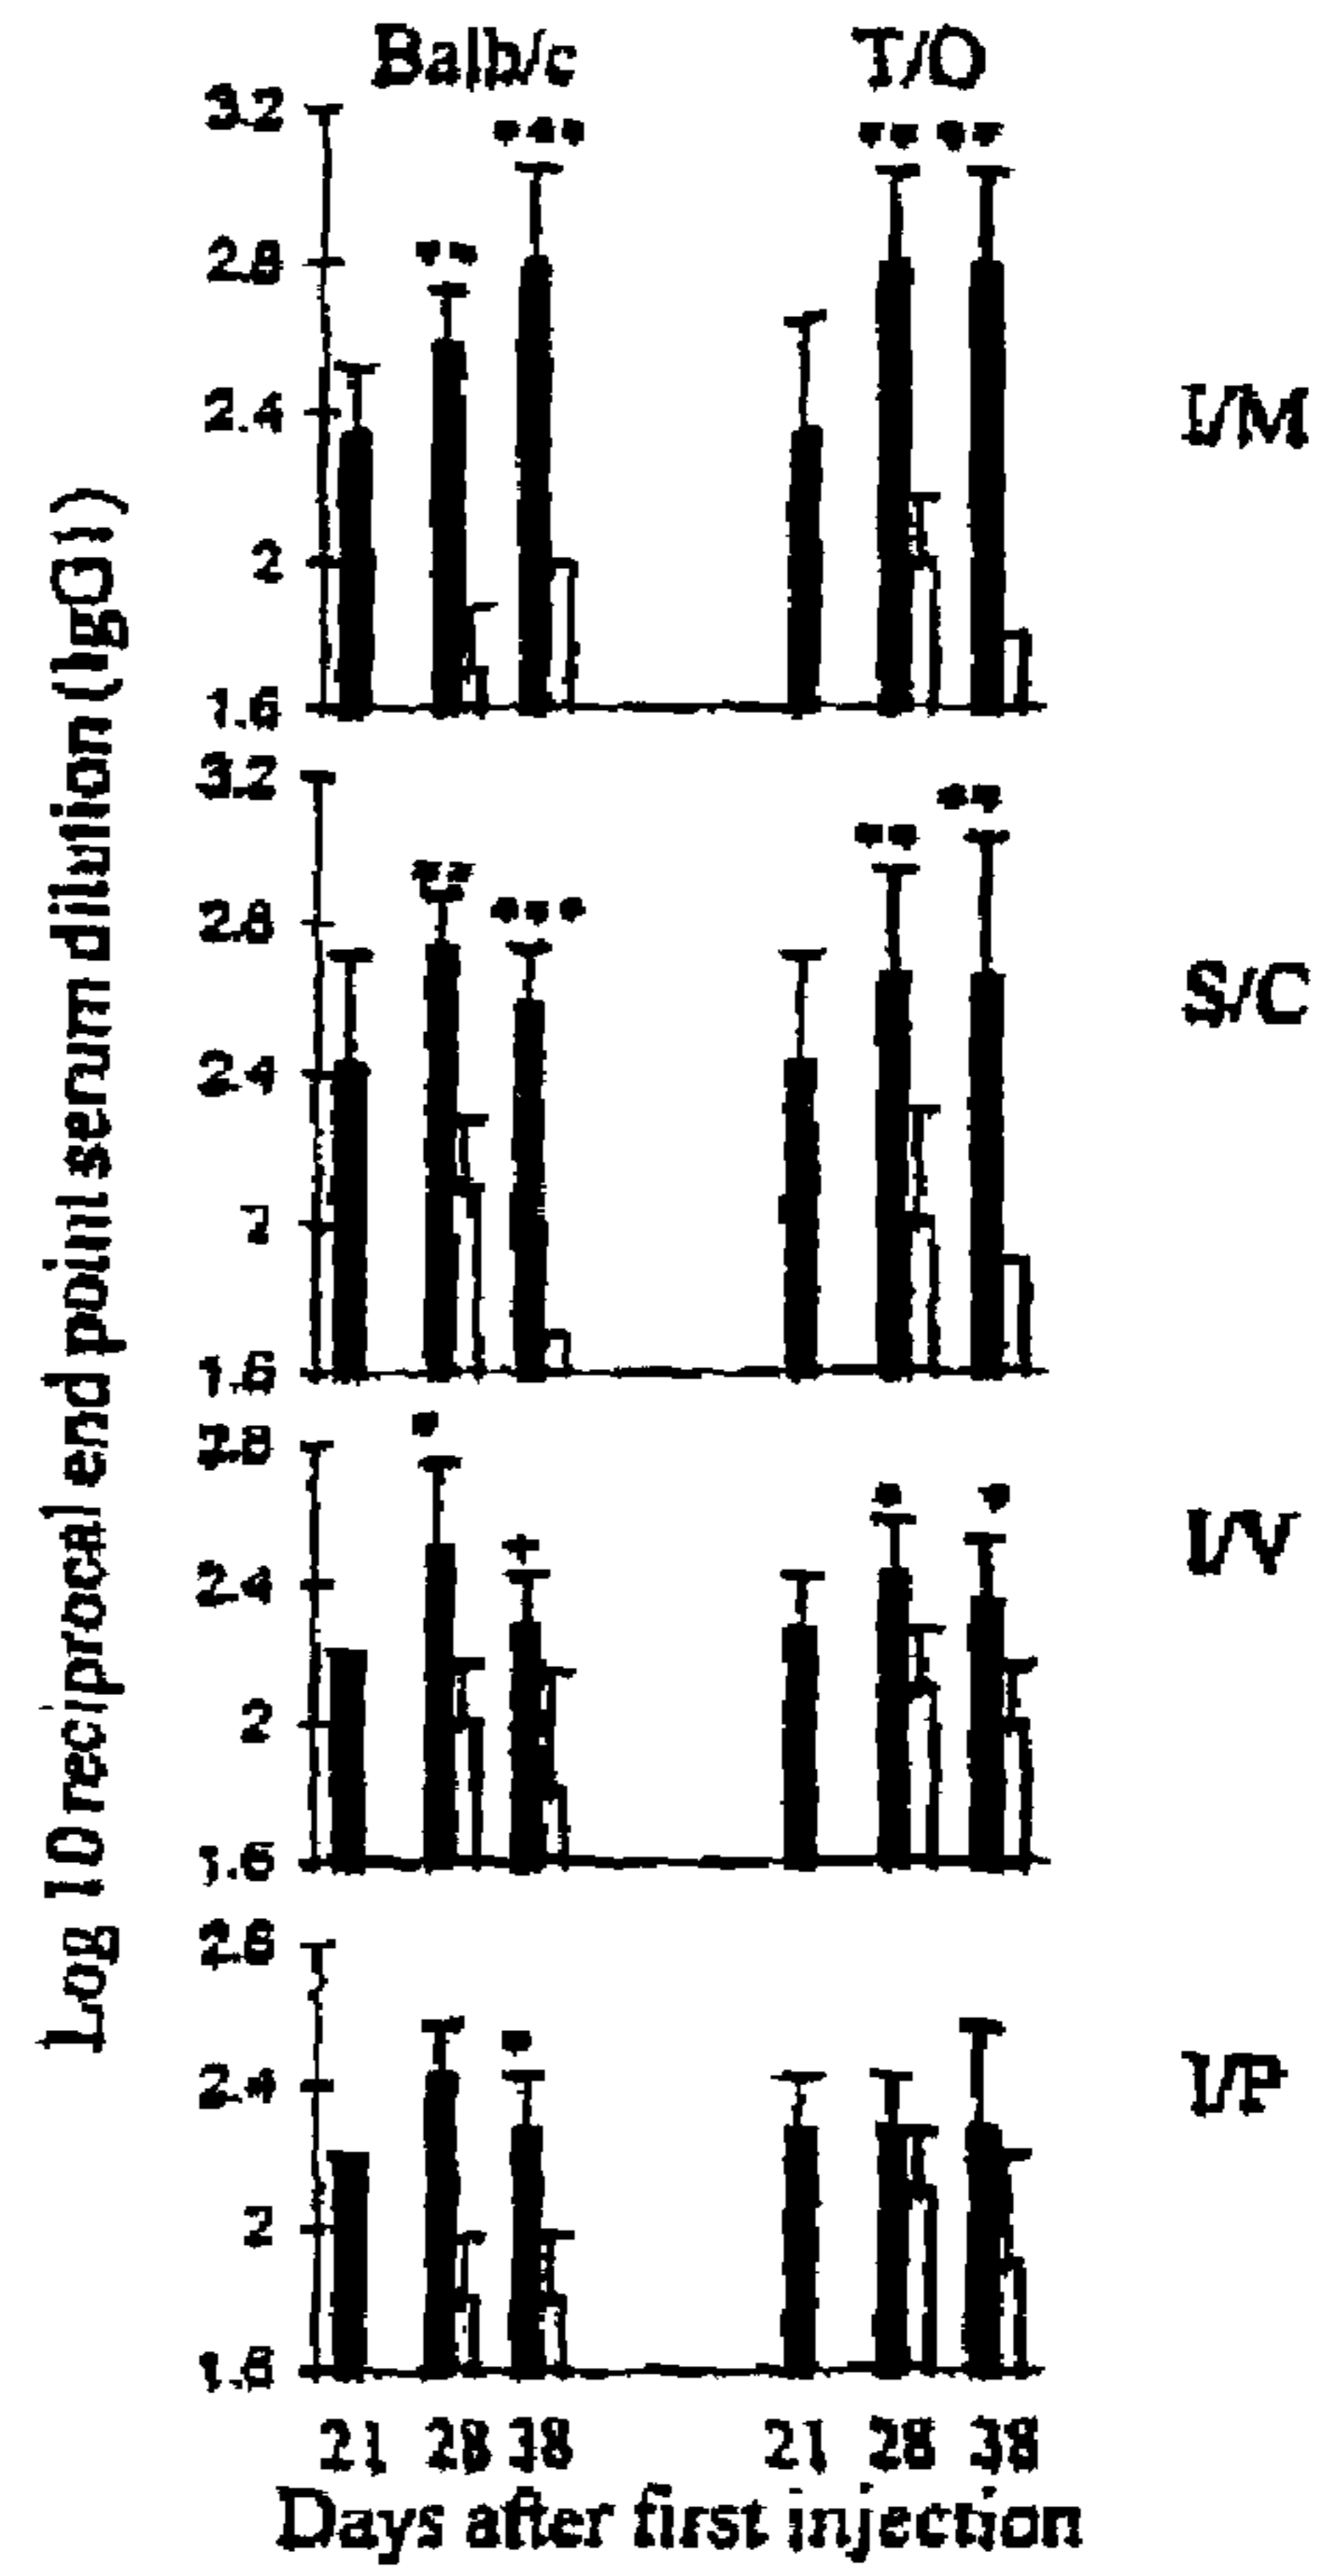 Balb/c T/O
3.2
2.8
2.4
2
1.6
I/M
3.2
2.8
2.4
2
1.6
S/C
2.8
2.4
2
1.6
I/V
2.8
2.4
2
1.6
I/P
21 28 38 21 28 38
Days after first injection
Log 10 reciprocal end point serum dilution (IgG1)